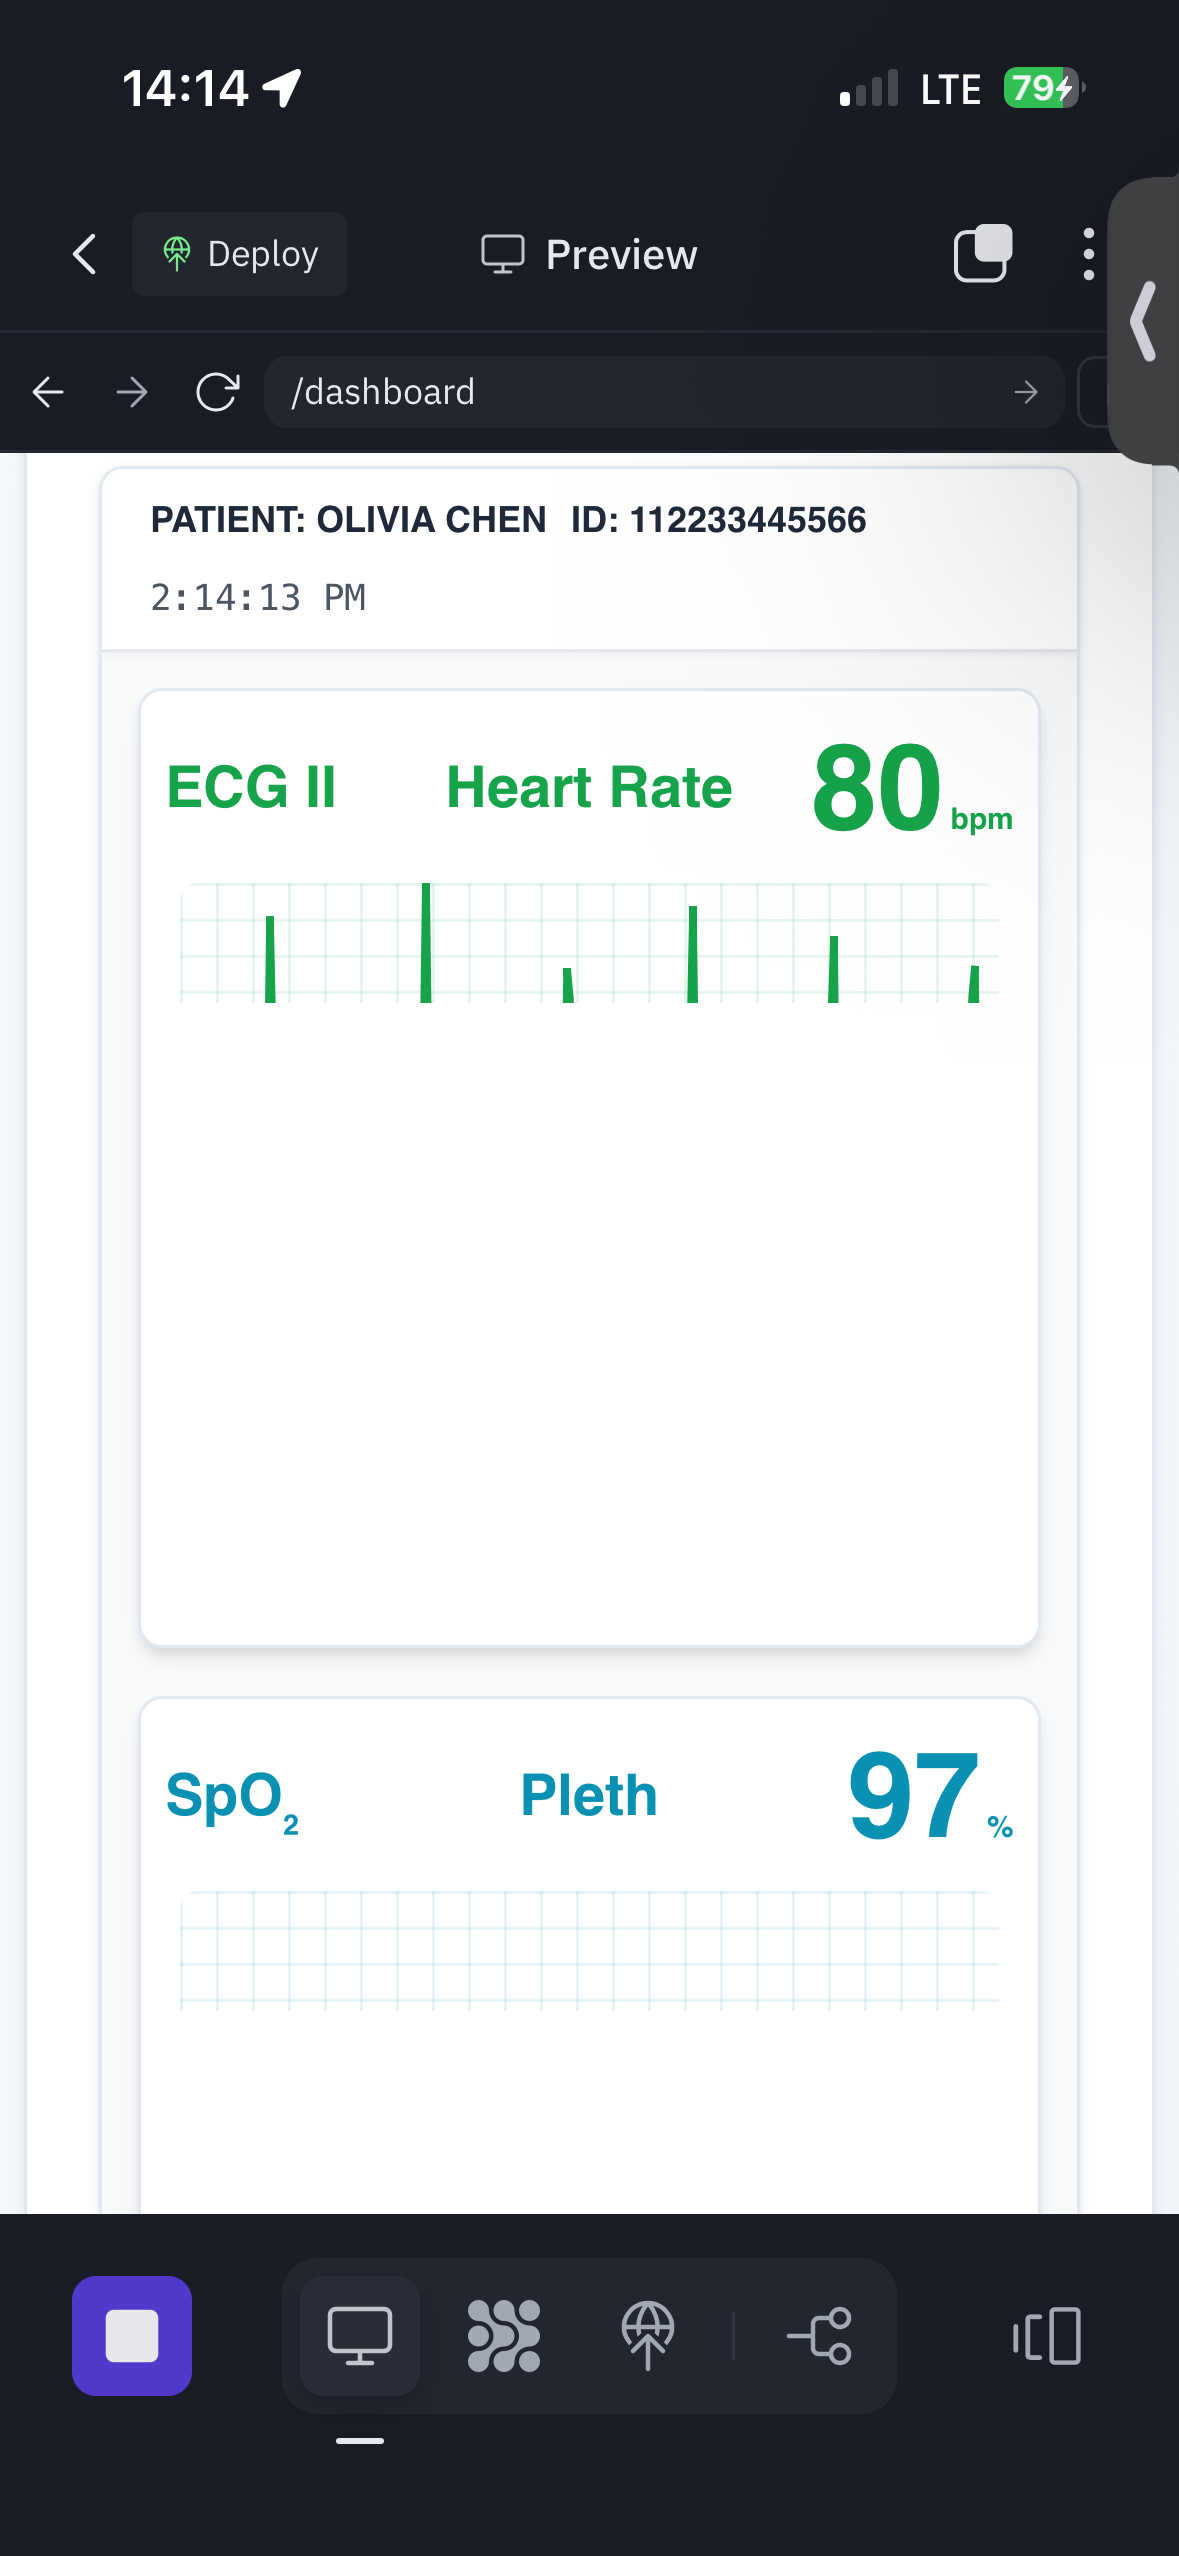 14:14 LTE 79
Deploy Preview
/dashboard
PATIENT: OLIVIA CHEN ID: 112233445566
2:14:13 PM
ECG II Heart Rate 80 bpm
SpO2 Pleth 97 %